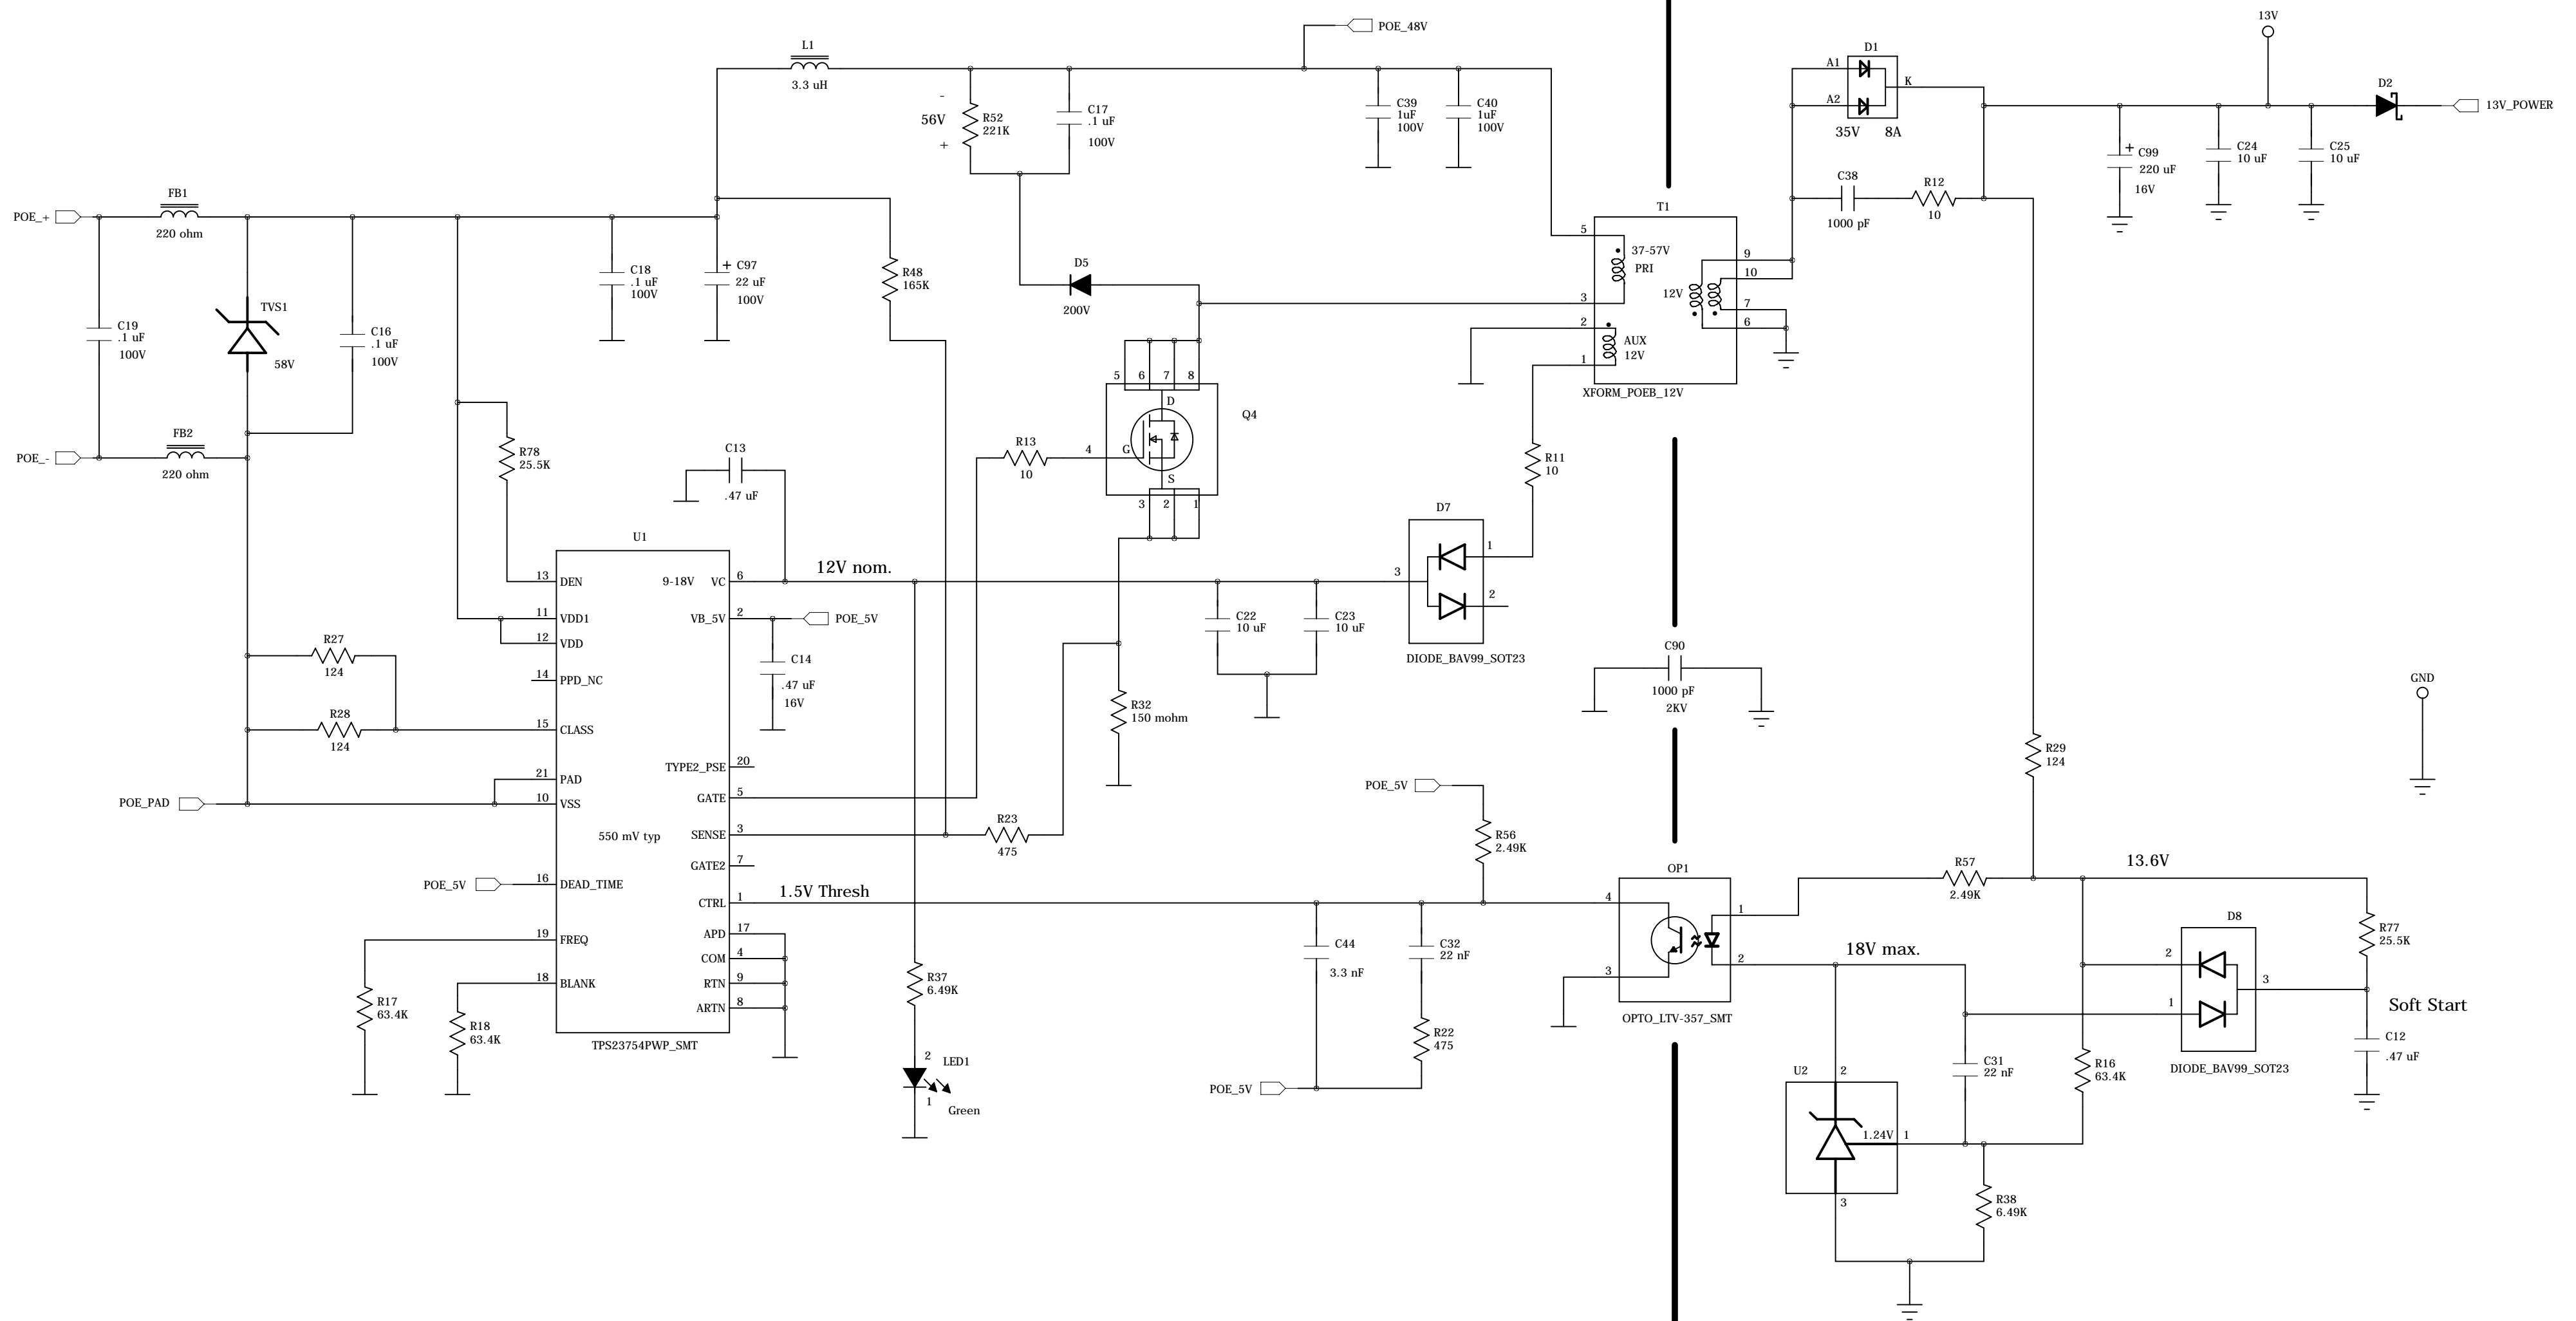 POE_48V
13V
L1
3.3 uH
D1
A1
K
A2
35V 8A
D2
13V_POWER
-
56V
+
R52
221K
C17
.1 uF
100V
C39
1uF
100V
C40
1uF
100V
+ C99
220 uF
16V
C24
10 uF
C25
10 uF
C38
1000 pF
R12
10
POE_+
FB1
220 ohm
T1
5
37-57V
PRI
3
2
AUX
12V
1
12V
9
10
7
6
XFORM_POEB_12V
C18
.1 uF
100V
+ C97
22 uF
100V
R48
165K
D5
200V
C19
.1 uF
100V
TVS1
58V
C16
.1 uF
100V
5 6 7 8
D
Q4
G
4
S
3 2 1
R13
10
POE_-
FB2
220 ohm
R78
25.5K
C13
.47 uF
R11
10
D7
1
3
2
DIODE_BAV99_SOT23
U1
12V nom.
13 DEN
9-18V VC 6
11 VDD1
VB_5V 2
POE_5V
12 VDD
14 PPD_NC
15 CLASS
TYPE2_PSE 20
21 PAD
GATE 5
10 VSS
550 mV typ
SENSE 3
GATE2 7
16 DEAD_TIME
CTRL 1
1.5V Thresh
APD 17
19 FREQ
COM 4
RTN 9
18 BLANK
ARTN 8
TPS23754PWP_SMT
R27
124
R28
124
POE_PAD
POE_5V
R17
63.4K
R18
63.4K
C14
.47 uF
16V
C22
10 uF
C23
10 uF
R32
150 mohm
R23
475
R37
6.49K
2
LED1
1
Green
C90
1000 pF
2KV
GND
POE_5V
R56
2.49K
R29
124
C44
3.3 nF
C32
22 nF
R22
475
POE_5V
OP1
4
1
2
3
OPTO_LTV-357_SMT
R57
2.49K
13.6V
18V max.
D8
2
3
1
DIODE_BAV99_SOT23
R77
25.5K
Soft Start
C12
.47 uF
C31
22 nF
R16
63.4K
U2
2
1.24V 1
3
R38
6.49K